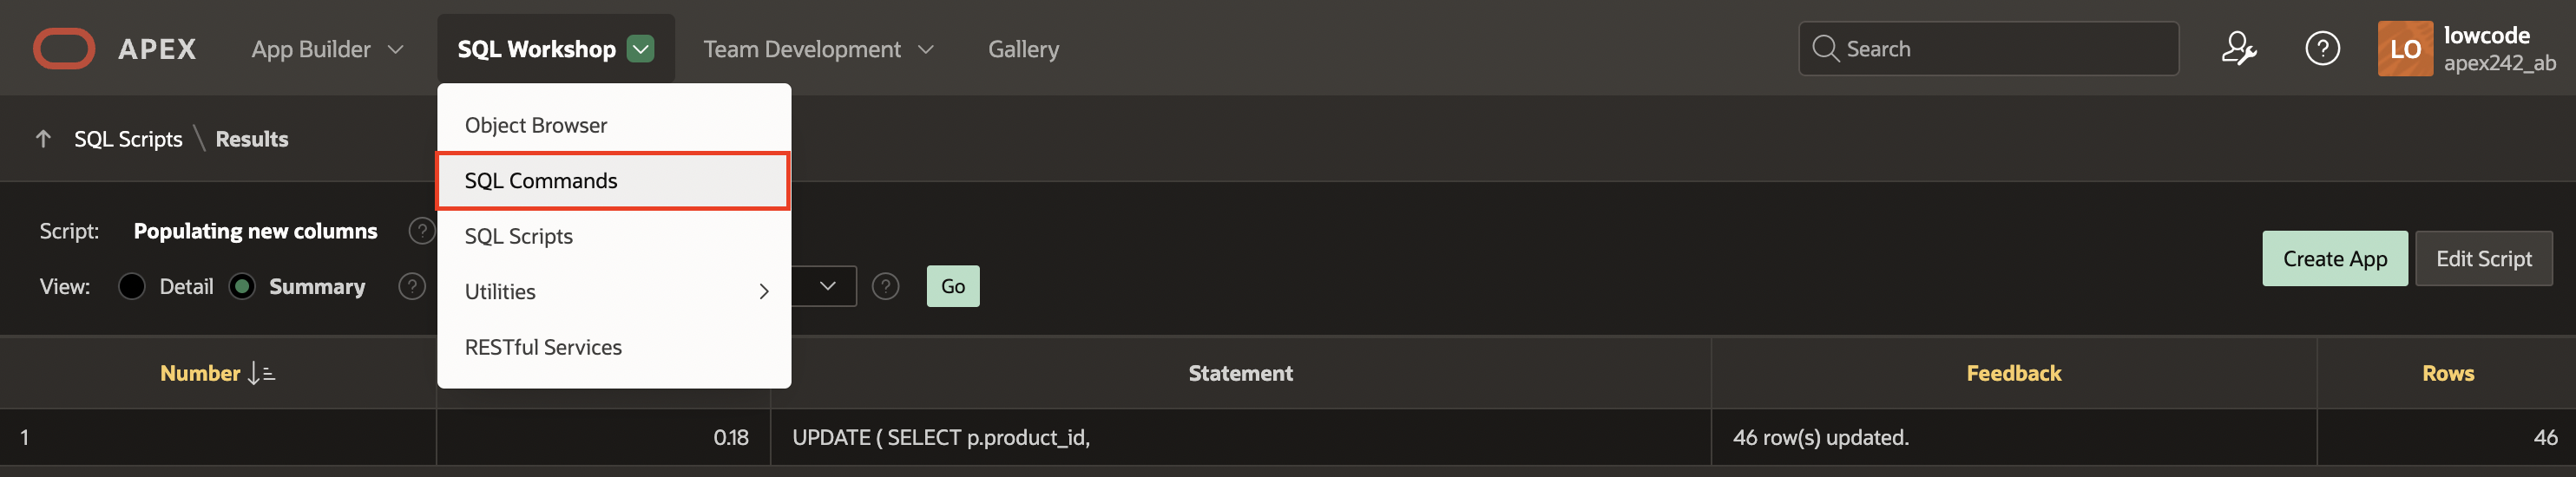 APEX App Builder SQL Workshop Team Development Gallery Search ? LO lowcode
apex242_ab
SQL Scripts \ Results
Object Browser
SQL Commands
SQL Scripts
Utilities
RESTful Services
Script: Populating new columns ?
View: Detail Summary ? ? Go
Create App Edit Script
Number Statement Feedback Rows
1 0.18 UPDATE ( SELECT p.product_id, 46 row(s) updated. 46